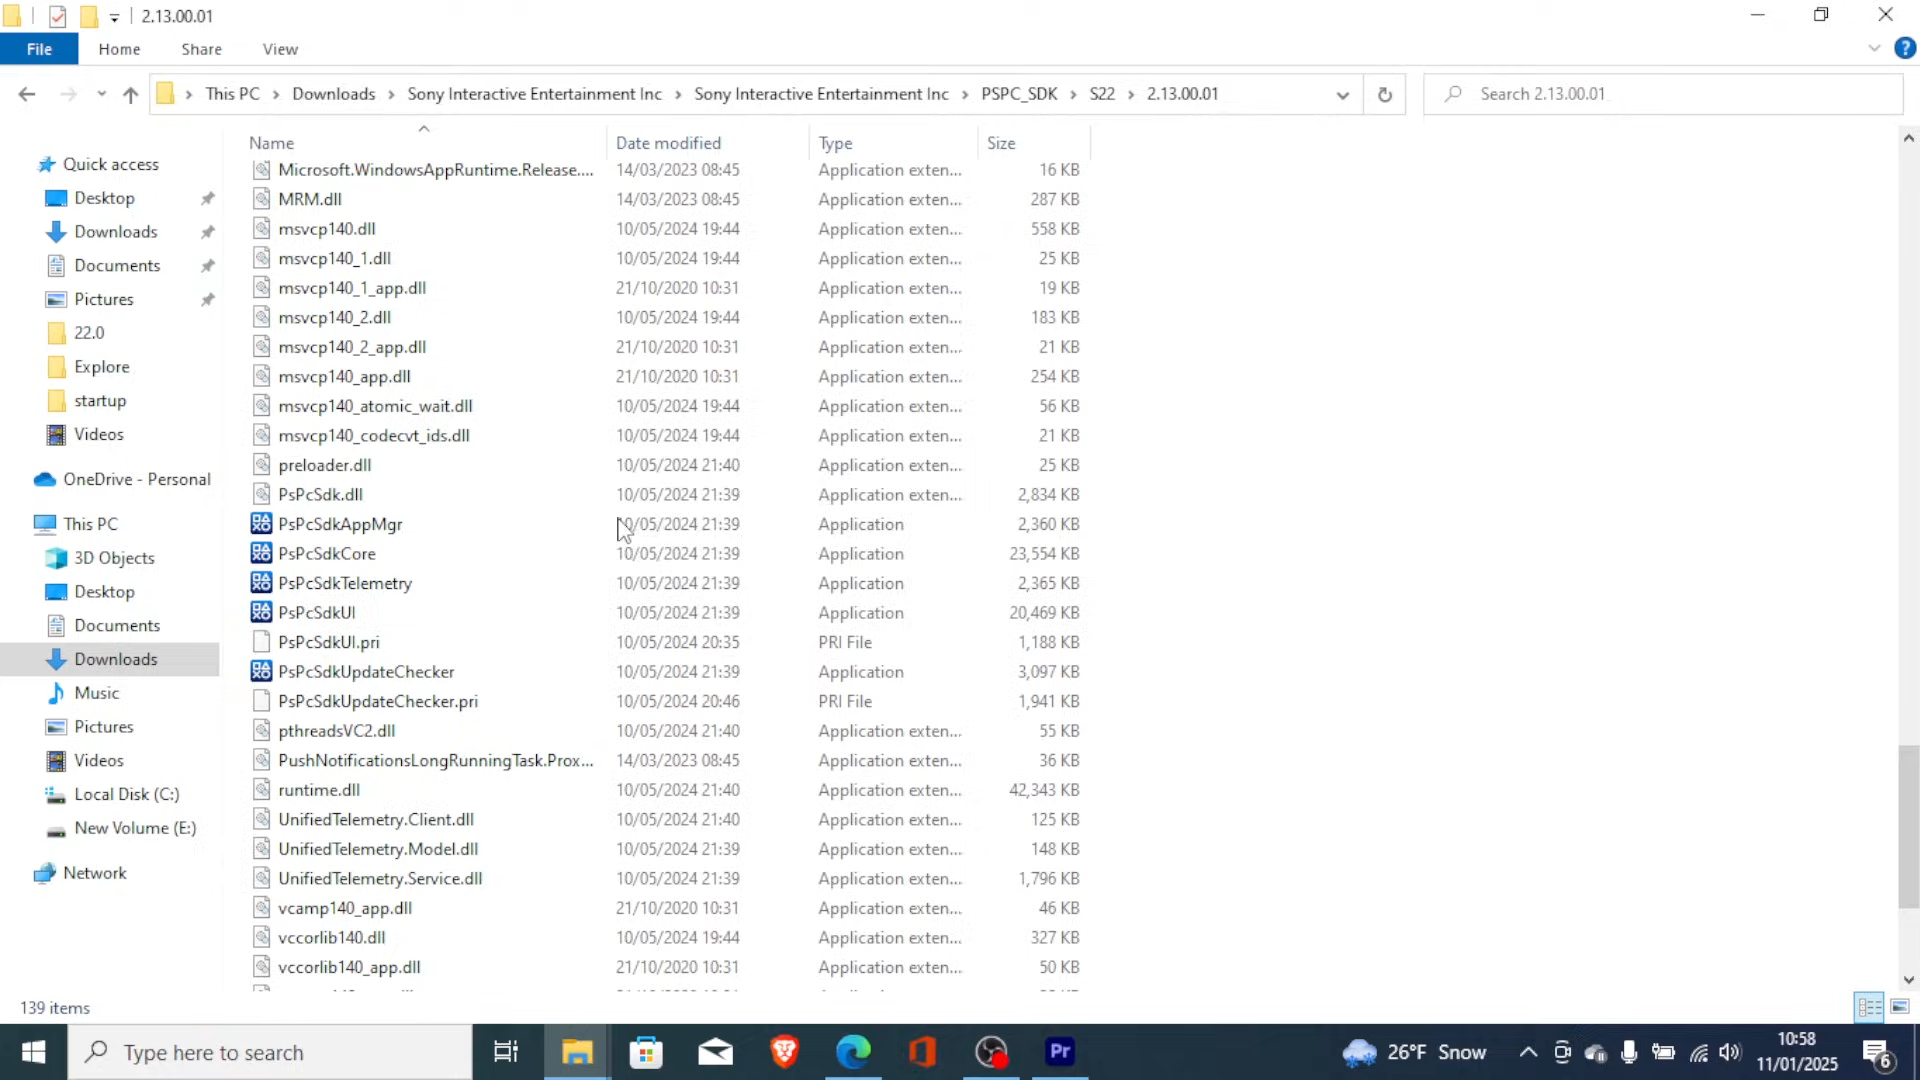 2.13.00.01
File Home Share View
This PC Downloads Sony Interactive Entertainment Inc Sony Interactive Entertainment Inc PSPC_SDK S22 2.13.00.01
Search 2.13.00.01
Quick access
Desktop
Downloads
Documents
Pictures
22.0
Explore
startup
Videos
OneDrive - Personal
This PC
3D Objects
Desktop
Documents
Downloads
Music
Pictures
Videos
Local Disk (C:)
New Volume (E:)
Network
Name Date modified Type Size
Microsoft.WindowsAppRuntime.Release.... 14/03/2023 08:45 Application exten... 16 KB
MRM.dll 14/03/2023 08:45 Application exten... 287 KB
msvcp140.dll 10/05/2024 19:44 Application exten... 558 KB
msvcp140_1.dll 10/05/2024 19:44 Application exten... 25 KB
msvcp140_1_app.dll 21/10/2020 10:31 Application exten... 19 KB
msvcp140_2.dll 10/05/2024 19:44 Application exten... 183 KB
msvcp140_2_app.dll 21/10/2020 10:31 Application exten... 21 KB
msvcp140_app.dll 21/10/2020 10:31 Application exten... 254 KB
msvcp140_atomic_wait.dll 10/05/2024 19:44 Application exten... 56 KB
msvcp140_codecvt_ids.dll 10/05/2024 19:44 Application exten... 21 KB
preloader.dll 10/05/2024 21:40 Application exten... 25 KB
PsPcSdk.dll 10/05/2024 21:39 Application exten... 2,834 KB
PsPcSdkAppMgr 10/05/2024 21:39 Application 2,360 KB
PsPcSdkCore 10/05/2024 21:39 Application 23,554 KB
PsPcSdkTelemetry 10/05/2024 21:39 Application 2,365 KB
PsPcSdkUI 10/05/2024 21:39 Application 20,469 KB
PsPcSdkUI.pri 10/05/2024 20:35 PRI File 1,188 KB
PsPcSdkUpdateChecker 10/05/2024 21:39 Application 3,097 KB
PsPcSdkUpdateChecker.pri 10/05/2024 20:46 PRI File 1,941 KB
pthreadsVC2.dll 10/05/2024 21:40 Application exten... 55 KB
PushNotificationsLongRunningTask.Prox... 14/03/2023 08:45 Application exten... 36 KB
runtime.dll 10/05/2024 21:40 Application exten... 42,343 KB
UnifiedTelemetry.Client.dll 10/05/2024 21:40 Application exten... 125 KB
UnifiedTelemetry.Model.dll 10/05/2024 21:39 Application exten... 148 KB
UnifiedTelemetry.Service.dll 10/05/2024 21:39 Application exten... 1,796 KB
vcamp140_app.dll 21/10/2020 10:31 Application exten... 46 KB
vccorlib140.dll 10/05/2024 19:44 Application exten... 327 KB
vccorlib140_app.dll 21/10/2020 10:31 Application exten... 50 KB
139 items
Type here to search
Pr
26°F Snow
10:58
11/01/2025
6